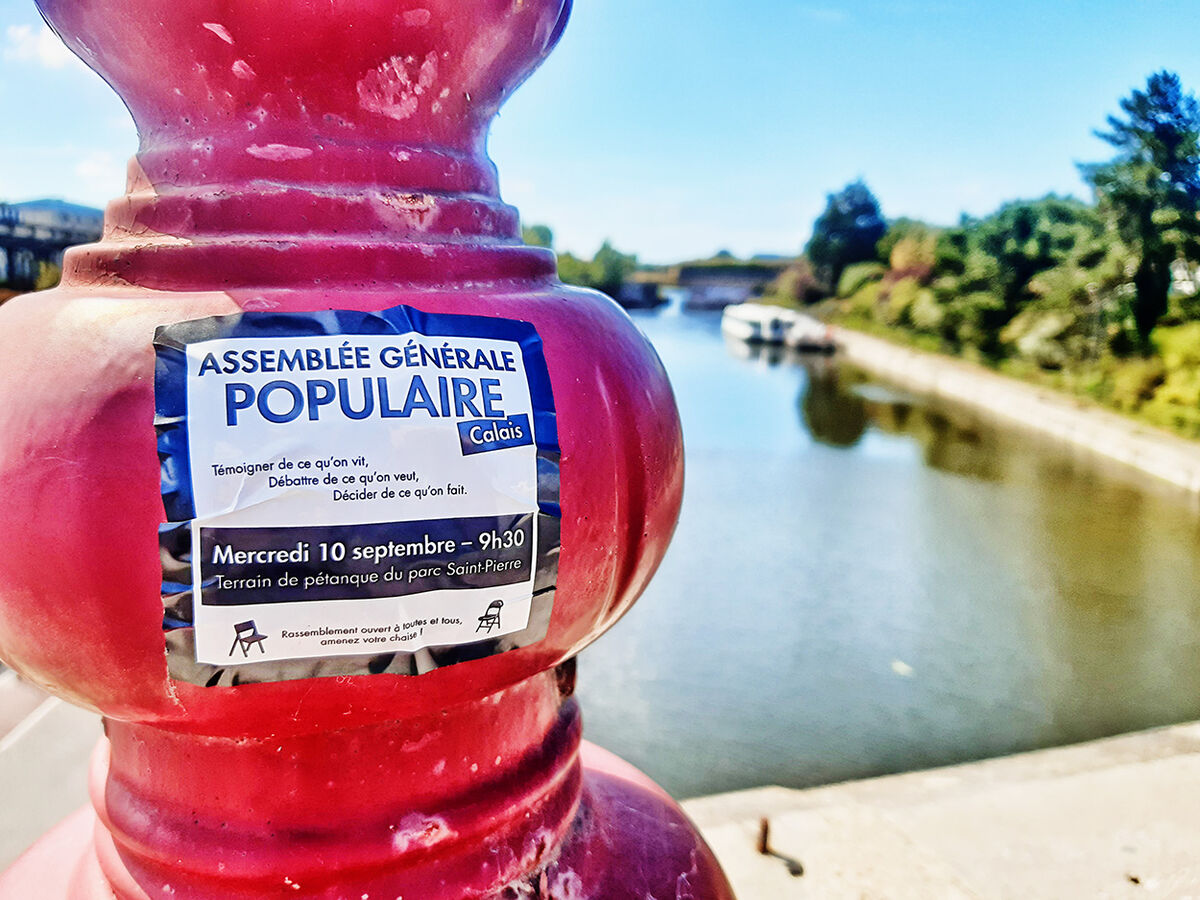 ASSEMBLÉE GÉNÉRALE
POPULAIRE
Calais
Témoigner de ce qu'on vit,
Débattre de ce qu'on veut,
Décider de ce qu'on fait.
Mercredi 10 septembre – 9h30
Terrain de pétanque du parc Saint-Pierre
Rassemblement ouvert à toutes et tous,
amenez votre chaise !